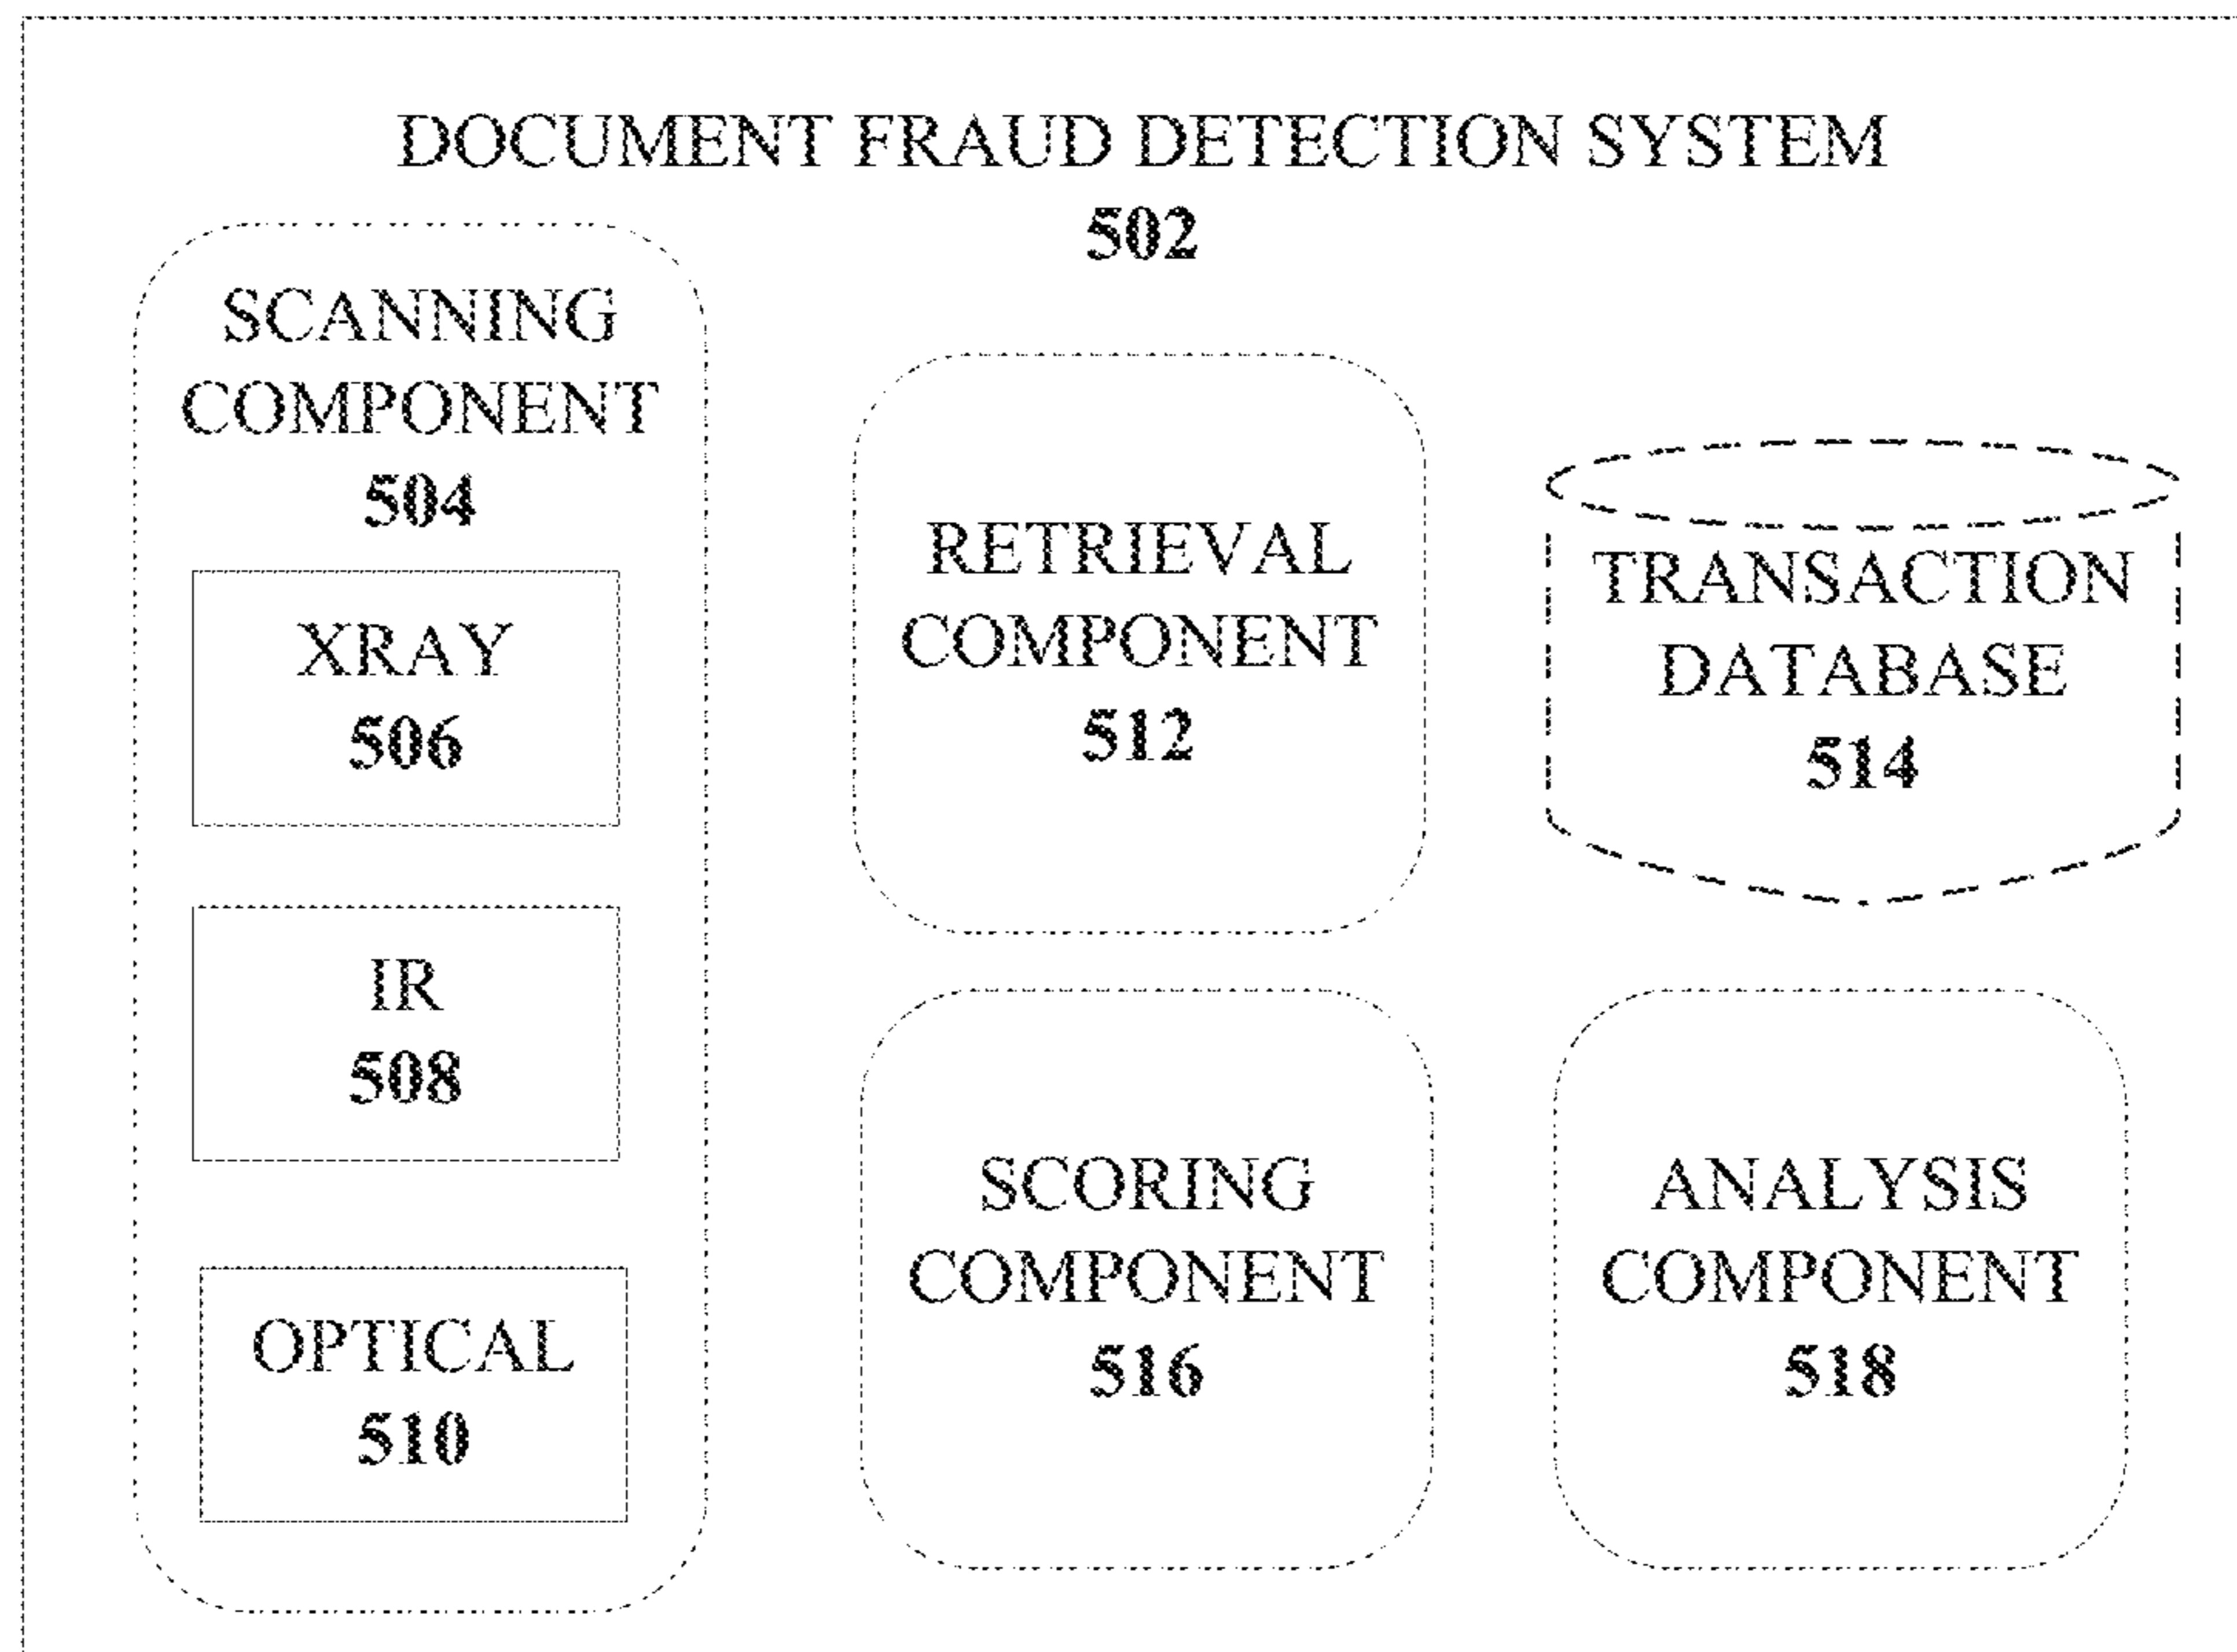 DOCUMENT FRAUD DETECTION SYSTEM
502
SCANNING
COMPONENT
504
XRAY
506
IR
508
OPTICAL
510
RETRIEVAL
COMPONENT
512
TRANSACTION
DATABASE
514
SCORING
COMPONENT
516
ANALYSIS
COMPONENT
518